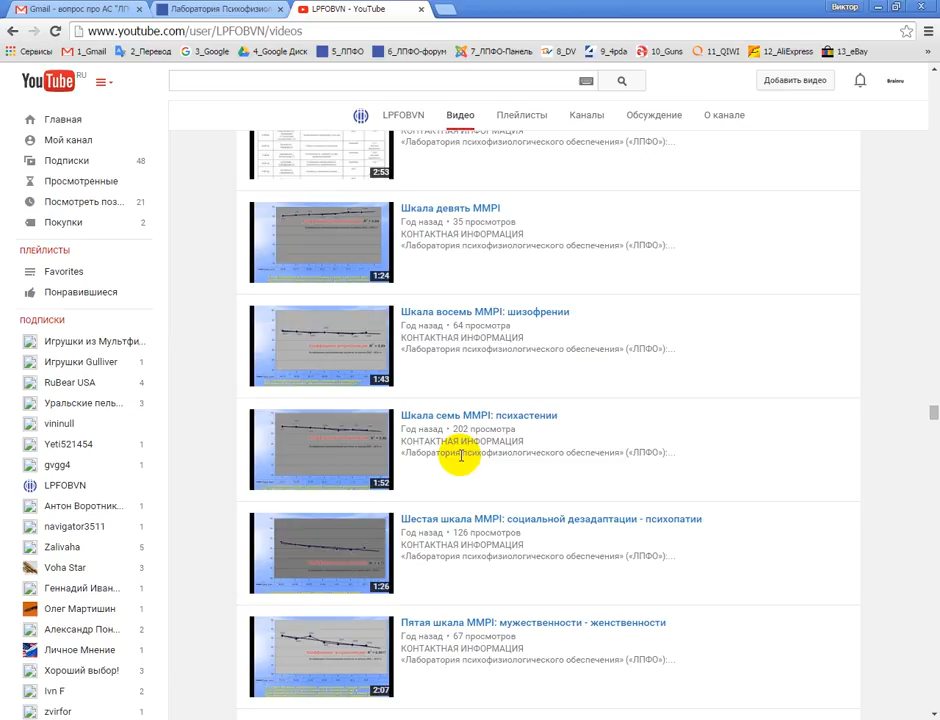 Gmail - вопрос про АС "ЛП
Лаборатория Психофизиол
LPFOBVN - YouTube
Виктор
www.youtube.com/user/LPFOBVN/videos
Сервисы
1_Gmail
2_Перевод
3_Google
4_Google Диск
5_ЛПФО
6_ЛПФО-форум
7_ЛПФО-Панель
8_DV
9_4pda
10_Guns
11_QIWI
12_AliExpress
13_eBay
»
YouTube RU
Добавить видео
Brainru
LPFOBVN
Видео
Плейлисты
Каналы
Обсуждение
О канале
Главная
Мой канал
Подписки 48
Просмотренные
Посмотреть поз... 21
Покупки 2
ПЛЕЙЛИСТЫ
Favorites
Понравившиеся
ПОДПИСКИ
Игрушки из Мультфи...
Игрушки Gulliver 1
RuBear USA 4
Уральские пель... 3
vininull
Yeti521454 1
gvgg4 1
LPFOBVN
Антон Воротник... 1
navigator3511 1
Zalivaha 5
Voha Star 3
Геннадий Иван... 1
Олег Мартишин 1
Александр Пон... 1
Личное Мнение 1
Хороший выбор! 3
Ivn F 2
zvirfor 1
КОНТАКТНАЯ ИНФОРМАЦИЯ
«Лаборатория психофизиологического обеспечения» («ЛПФО»):...
2:53
Шкала девять MMPI
Год назад • 35 просмотров
КОНТАКТНАЯ ИНФОРМАЦИЯ
«Лаборатория психофизиологического обеспечения» («ЛПФО»):...
1:24
Шкала восемь MMPI: шизофрении
Год назад • 64 просмотра
КОНТАКТНАЯ ИНФОРМАЦИЯ
«Лаборатория психофизиологического обеспечения» («ЛПФО»):...
1:43
Шкала семь MMPI: психастении
Год назад • 202 просмотра
КОНТАКТНАЯ ИНФОРМАЦИЯ
«Лаборатория психофизиологического обеспечения» («ЛПФО»):...
1:52
Шестая шкала MMPI: социальной дезадаптации - психопатии
Год назад • 126 просмотров
КОНТАКТНАЯ ИНФОРМАЦИЯ
«Лаборатория психофизиологического обеспечения» («ЛПФО»):...
1:26
Пятая шкала MMPI: мужественности - женственности
Год назад • 67 просмотров
КОНТАКТНАЯ ИНФОРМАЦИЯ
«Лаборатория психофизиологического обеспечения» («ЛПФО»):...
2:07